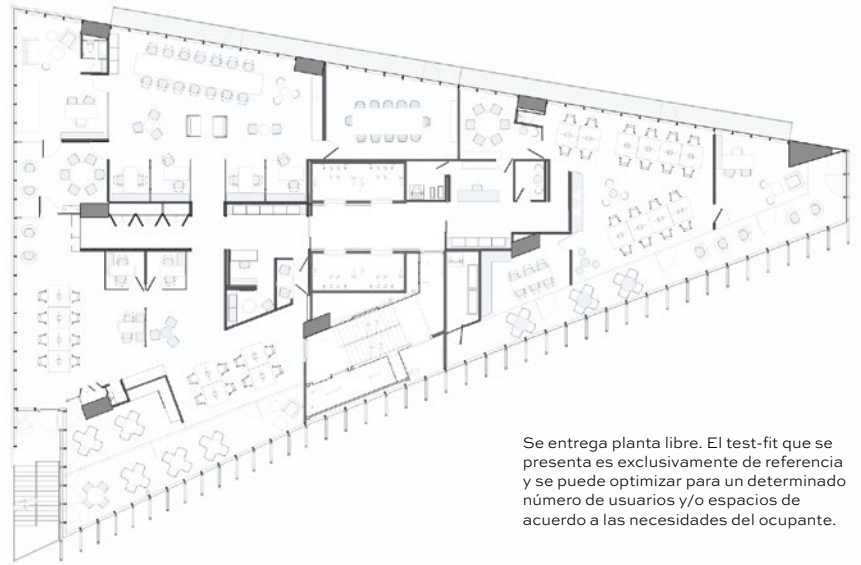 Se entrega planta libre. El test-fit que se
presenta es exclusivamente de referencia
y se puede optimizar para un determinado
número de usuarios y/o espacios de
acuerdo a las necesidades del ocupante.